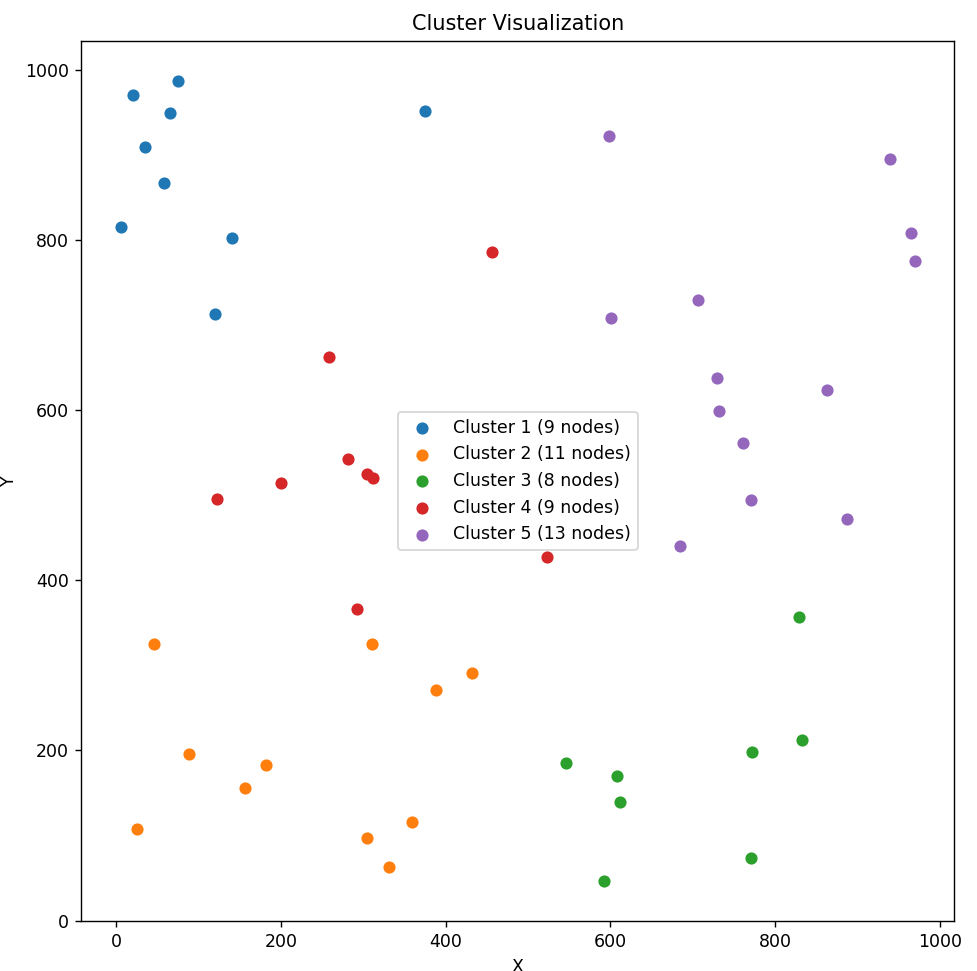 Cluster Visualization
1000
800
600
400
200
0
Y
Cluster 1 (9 nodes)
Cluster 2 (11 nodes)
Cluster 3 (8 nodes)
Cluster 4 (9 nodes)
Cluster 5 (13 nodes)
0 200 400 600 800 1000
X